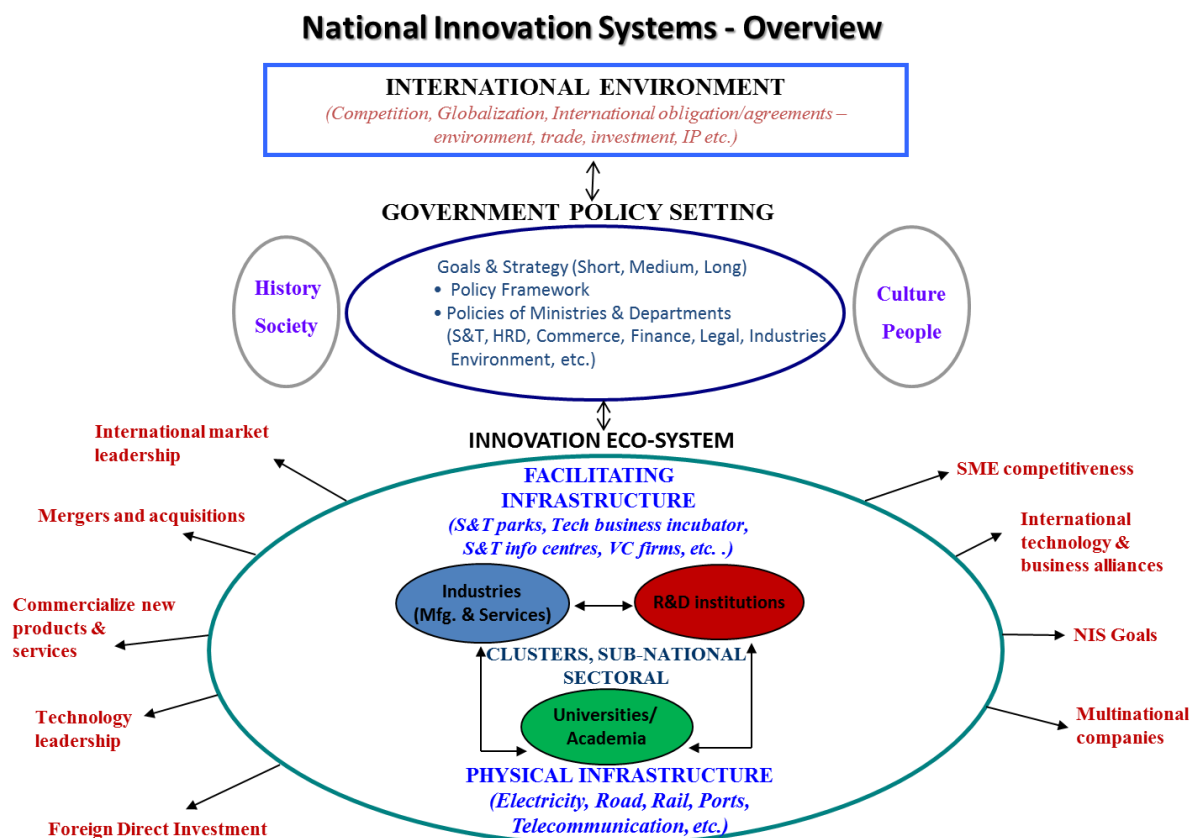 National Innovation Systems - Overview
INTERNATIONAL ENVIRONMENT
(Competition, Globalization, International obligation/agreements –
environment, trade, investment, IP etc.)
GOVERNMENT POLICY SETTING
History
Society
Goals & Strategy (Short, Medium, Long)
• Policy Framework
• Policies of Ministries & Departments
(S&T, HRD, Commerce, Finance, Legal, Industries
Environment, etc.)
Culture
People
INNOVATION ECO-SYSTEM
International market
leadership
Mergers and acquisitions
Commercialize new
products &
services
Technology
leadership
Foreign Direct Investment
FACILITATING
INFRASTRUCTURE
(S&T parks, Tech business incubator,
S&T info centres, VC firms, etc. .)
Industries
(Mfg. & Services)
R&D institutions
CLUSTERS, SUB-NATIONAL
SECTORAL
Universities/
Academia
PHYSICAL INFRASTRUCTURE
(Electricity, Road, Rail, Ports,
Telecommunication, etc.)
SME competitiveness
International
technology &
business alliances
NIS Goals
Multinational
companies